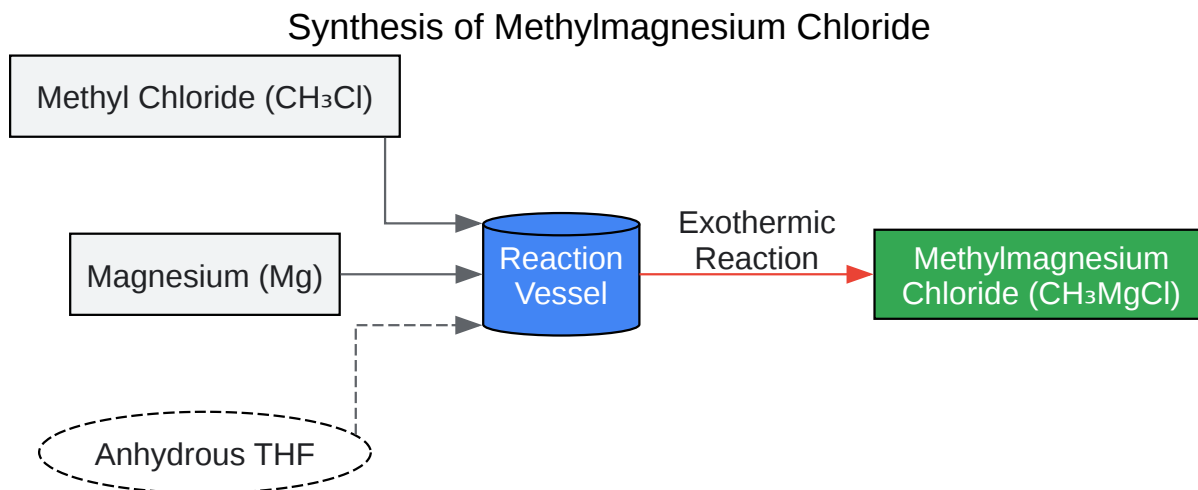 Synthesis of Methylmagnesium Chloride
Methyl Chloride (CH₃Cl)
Magnesium (Mg)
Anhydrous THF
Reaction
Vessel
Exothermic
Reaction
Methylmagnesium
Chloride (CH₃MgCl)